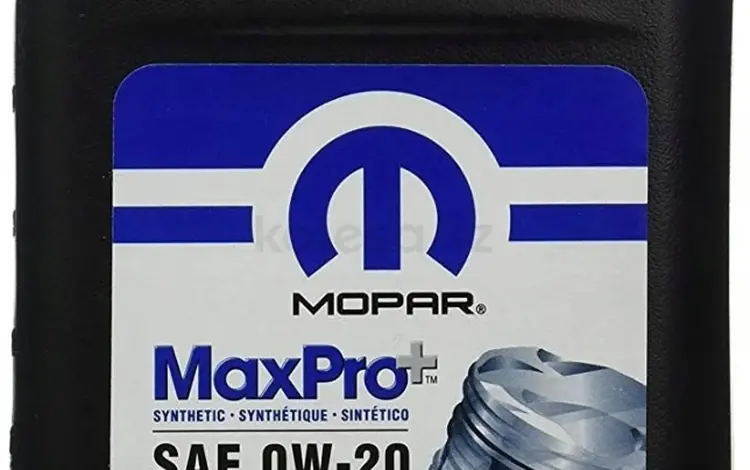 MOPAR®
MaxPro+™
SYNTHETIC · SYNTHÉTIQUE · SINTÉTICO
SAE 0W-20